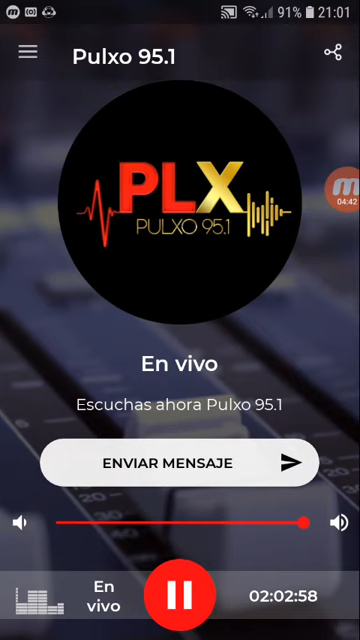 91% 21:01
Pulxo 95.1
PLX
PULXO 95.1
04:42
En vivo
Escuchas ahora Pulxo 95.1
ENVIAR MENSAJE
En
vivo
02:02:58